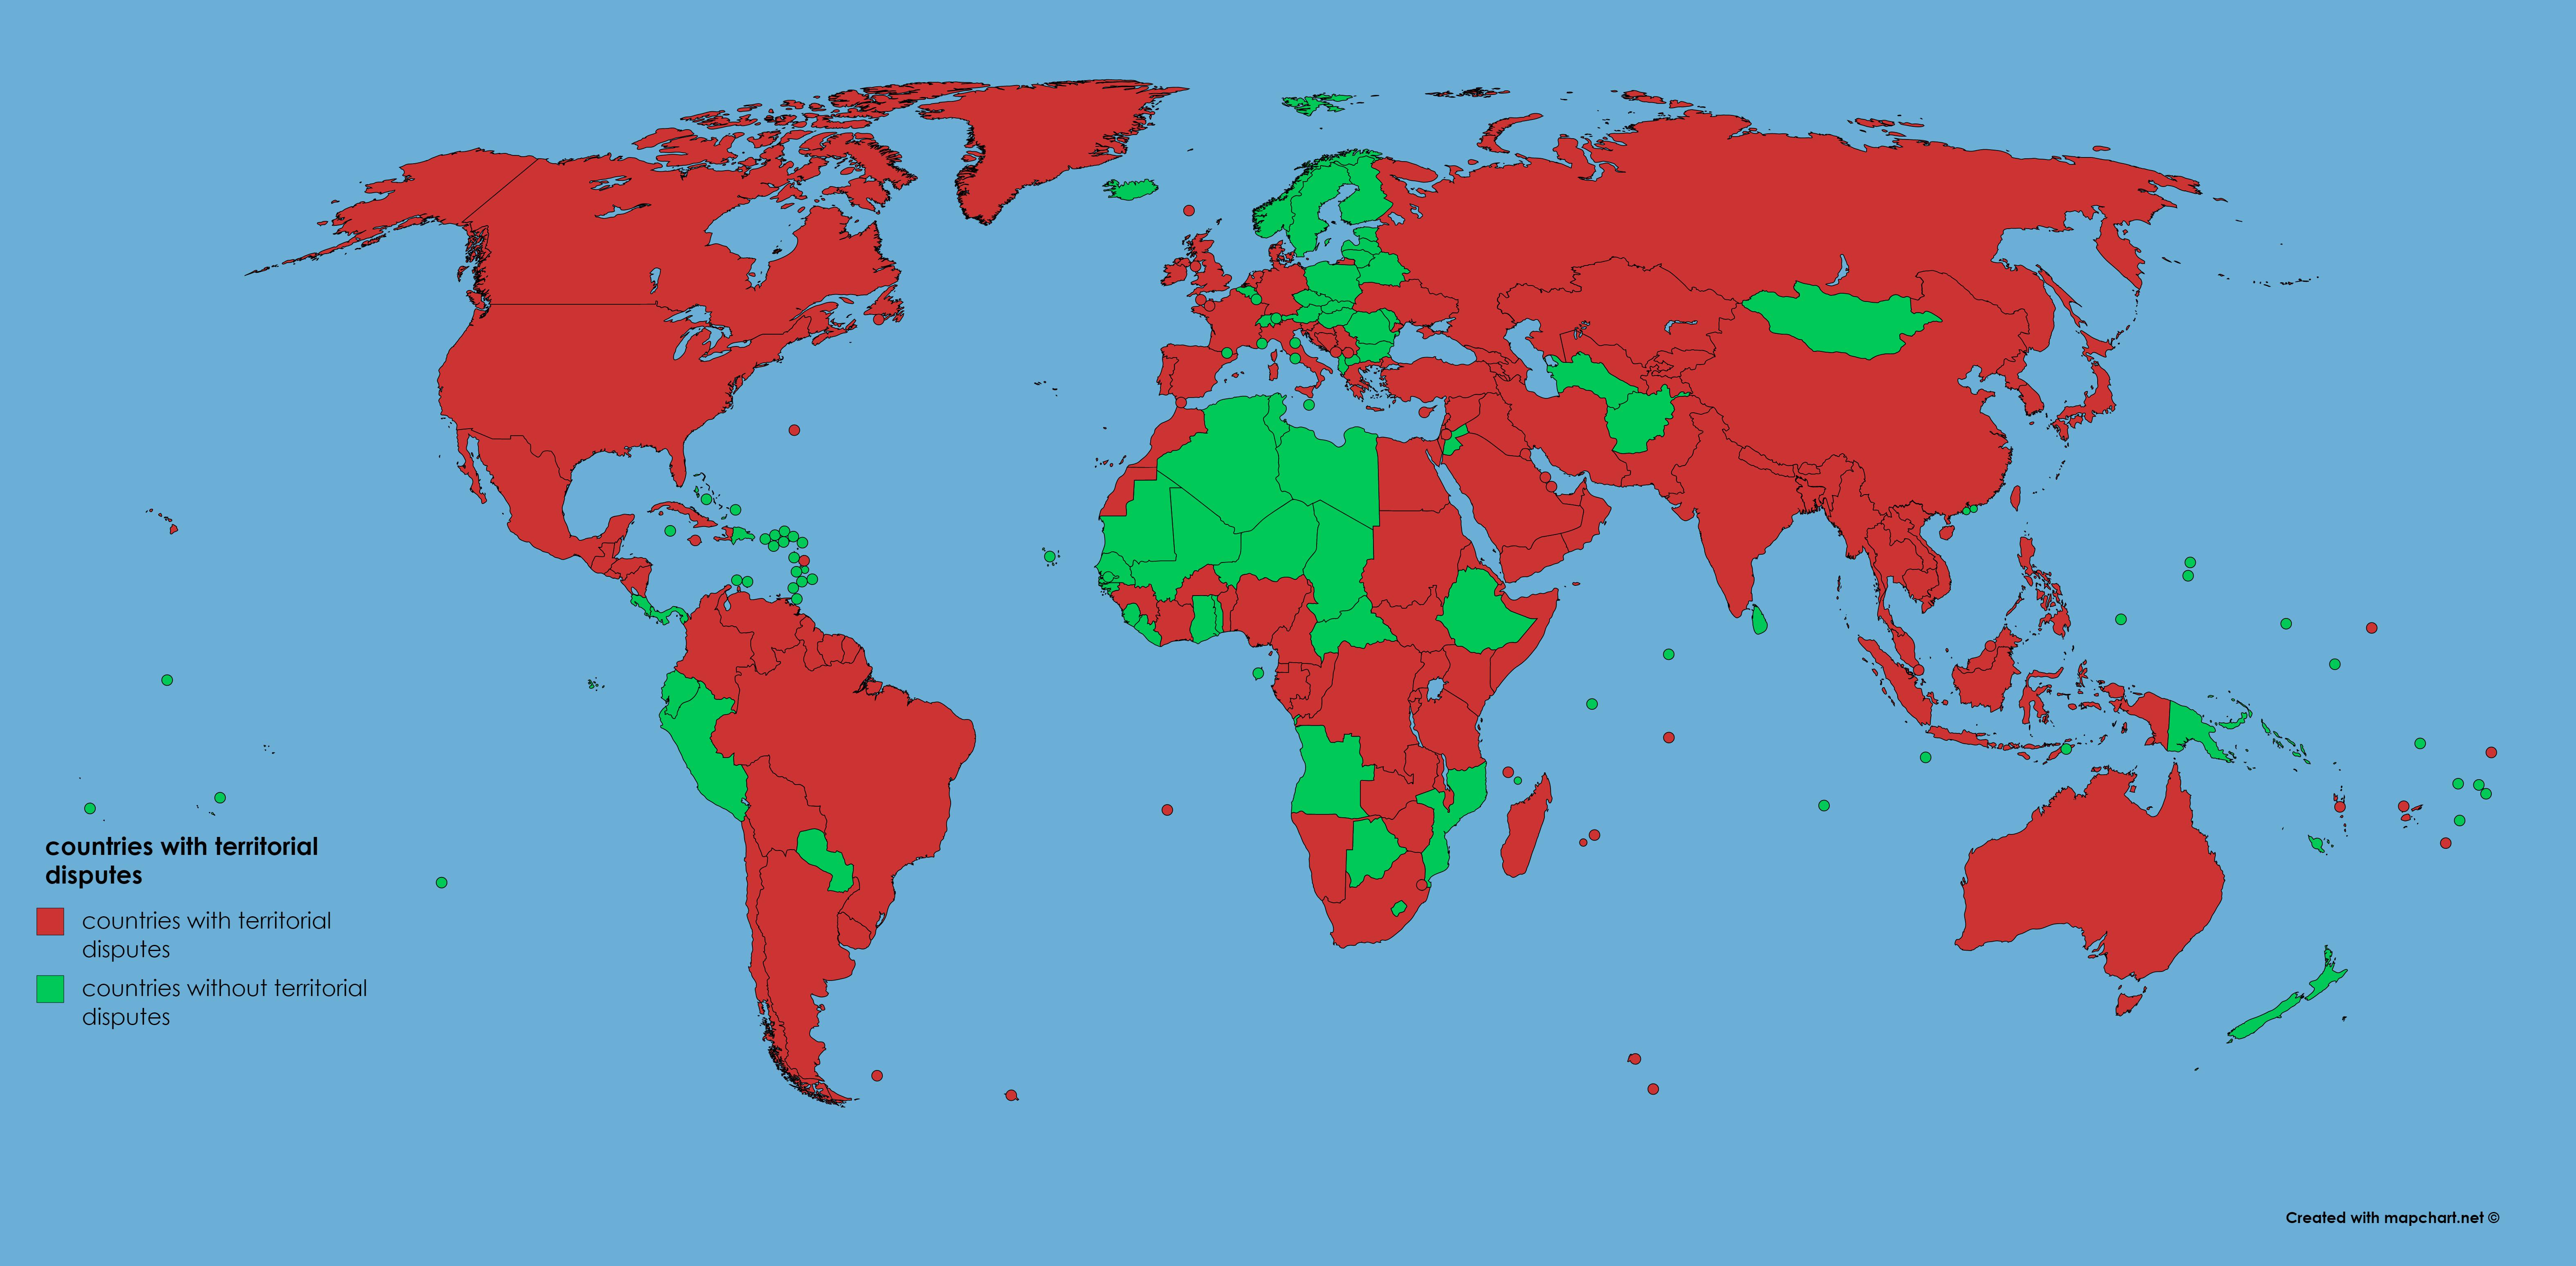 countries with territorial
disputes
countries with territorial
disputes
countries without territorial
disputes
Created with mapchart.net ©